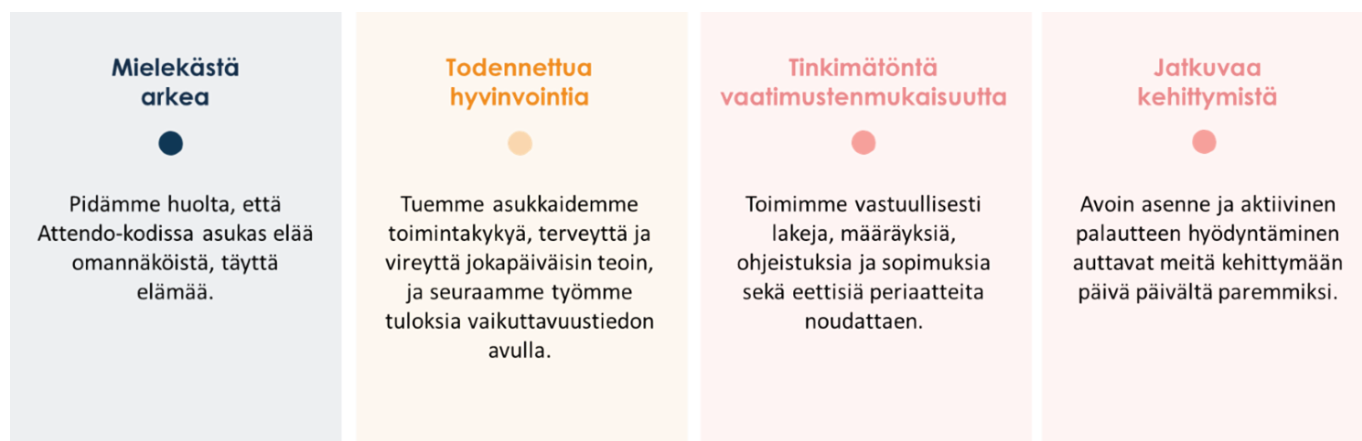 Mielekästä
arkea
Pidämme huolta, että
Attendo-kodissa asukas elää
omannäköistä, täyttä
elämää.
Todennettua
hyvinvointia
Tuemme asukkaidemme
toimintakykyä, terveyttä ja
vireyttä jokapäiväisin teoin,
ja seuraamme työmme
tuloksia vaikuttavuustiedon
avulla.
Tinkimätöntä
vaatimustenmukaisuutta
Toimimme vastuullisesti
lakeja, määräyksiä,
ohjeistuksia ja sopimuksia
sekä eettisiä periaatteita
noudattaen.
Jatkuvaa
kehittymistä
Avoin asenne ja aktiivinen
palautteen hyödyntäminen
auttavat meitä kehittymään
päivä päivältä paremmiksi.